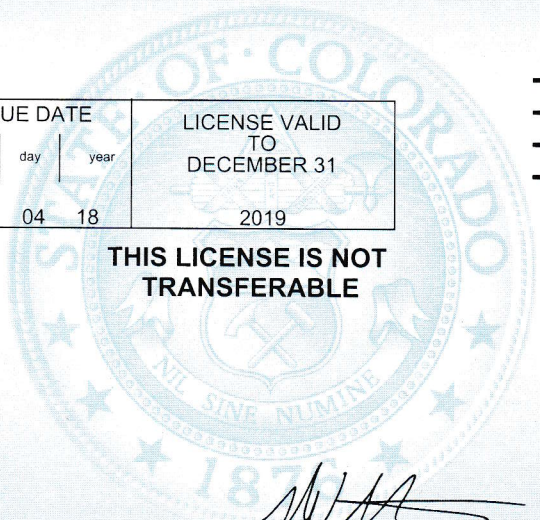 STATE OF · COLORADO
UE DATE
day year
04 18
LICENSE VALID
TO
DECEMBER 31
2019
THIS LICENSE IS NOT
TRANSFERABLE
NIL SINE NUMINE
1876